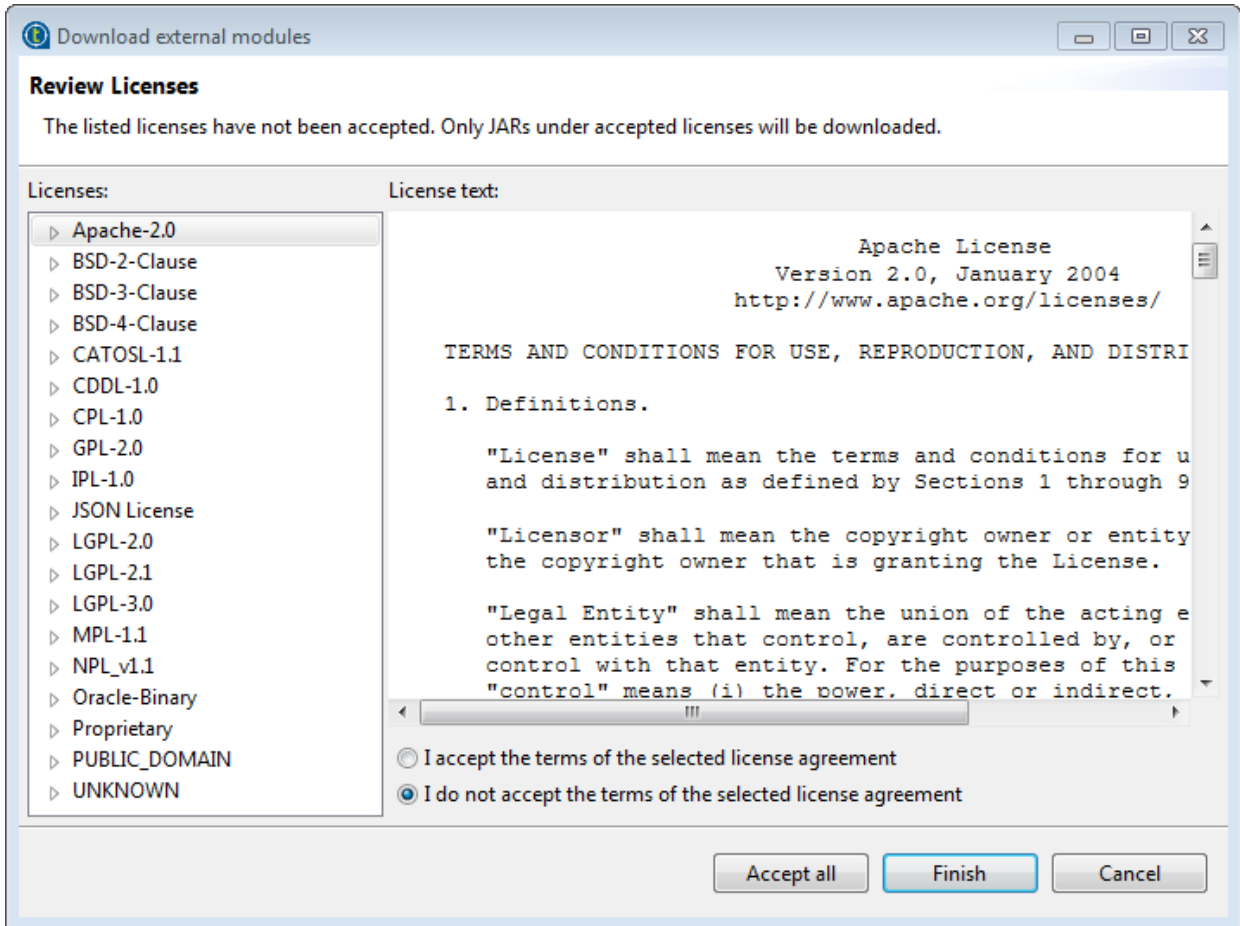 Download external modules
Review Licenses
The listed licenses have not been accepted. Only JARs under accepted licenses will be downloaded.
Licenses:
Apache-2.0
BSD-2-Clause
BSD-3-Clause
BSD-4-Clause
CATOSL-1.1
CDDL-1.0
CPL-1.0
GPL-2.0
IPL-1.0
JSON License
LGPL-2.0
LGPL-2.1
LGPL-3.0
MPL-1.1
NPL_v1.1
Oracle-Binary
Proprietary
PUBLIC_DOMAIN
UNKNOWN
License text:
Apache License
Version 2.0, January 2004
http://www.apache.org/licenses/
TERMS AND CONDITIONS FOR USE, REPRODUCTION, AND DISTRI
1. Definitions.
"License" shall mean the terms and conditions for u
and distribution as defined by Sections 1 through 9
"Licensor" shall mean the copyright owner or entity
the copyright owner that is granting the License.
"Legal Entity" shall mean the union of the acting e
other entities that control, are controlled by, or
control with that entity. For the purposes of this
"control" means (i) the power, direct or indirect,
I accept the terms of the selected license agreement
I do not accept the terms of the selected license agreement
Accept all
Finish
Cancel